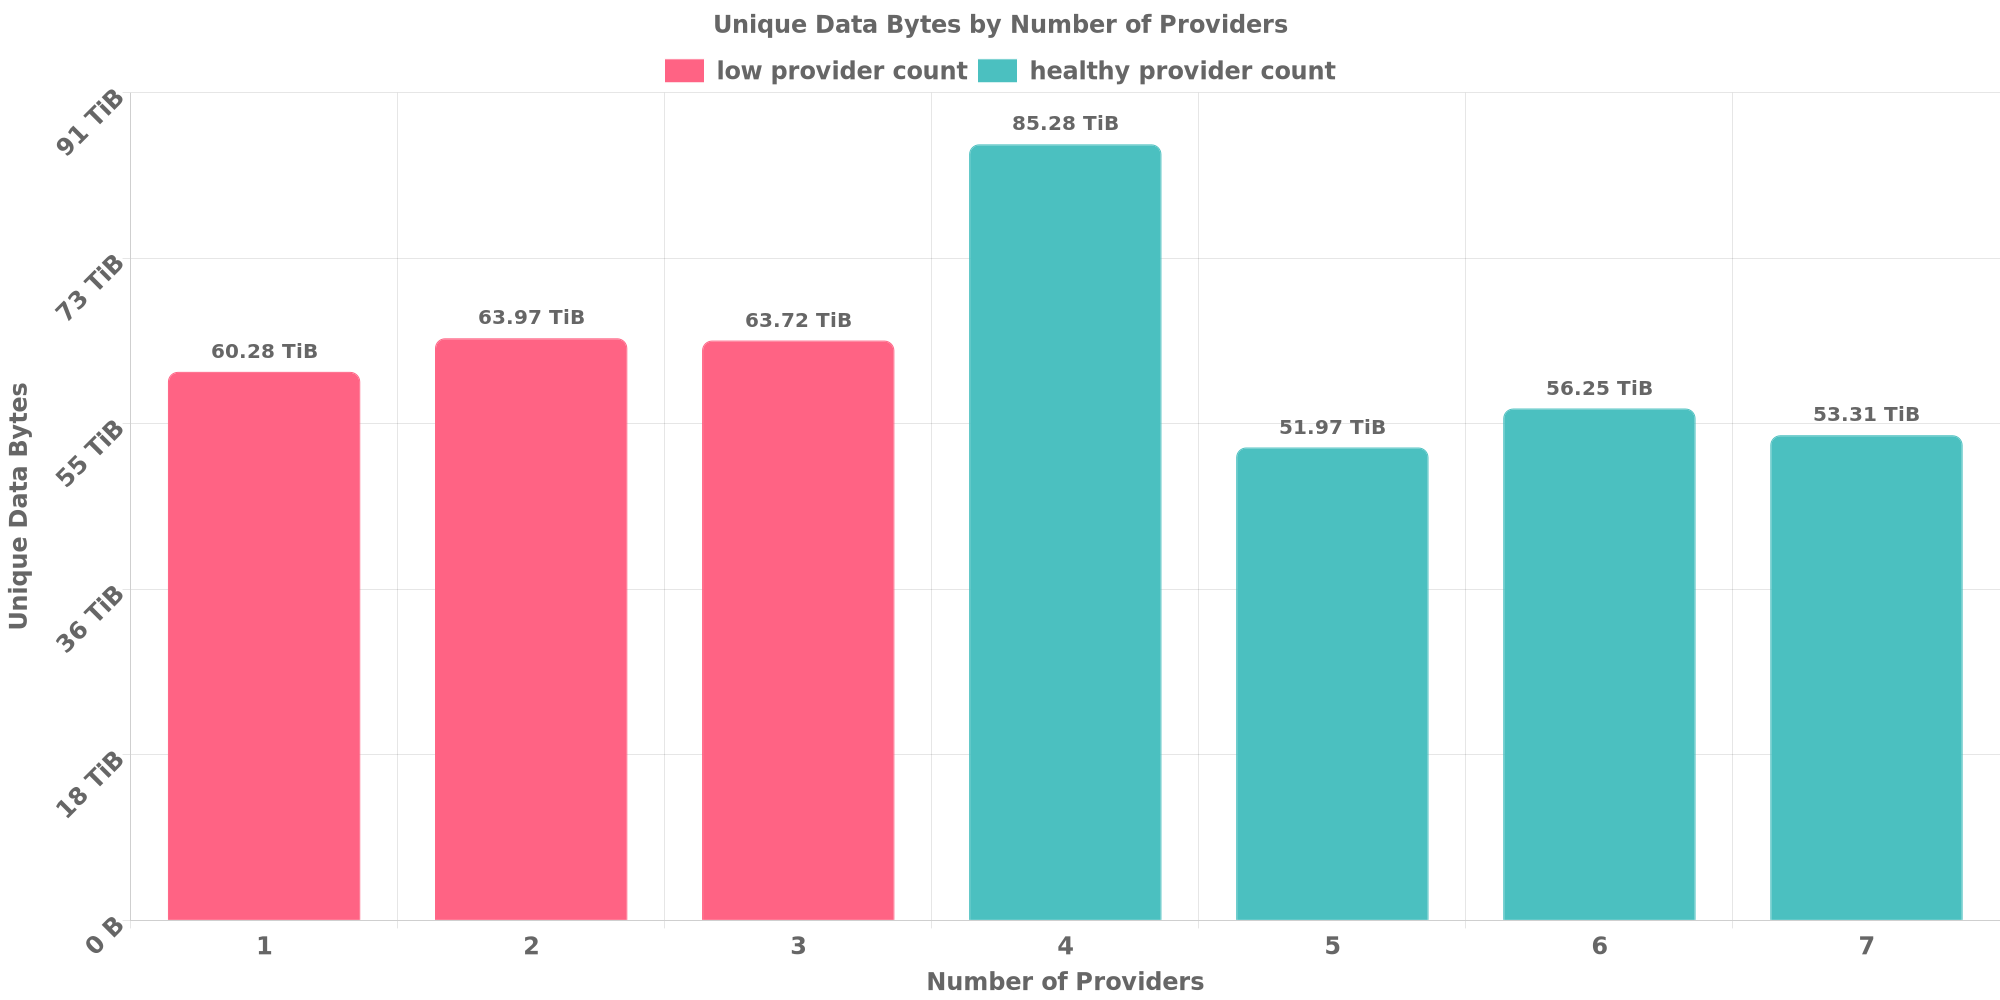 Unique Data Bytes by Number of Providers
low provider count healthy provider count
91 TiB
73 TiB
55 TiB
36 TiB
18 TiB
0 B
Unique Data Bytes
60.28 TiB
63.97 TiB
63.72 TiB
85.28 TiB
51.97 TiB
56.25 TiB
53.31 TiB
1 2 3 4 5 6 7
Number of Providers